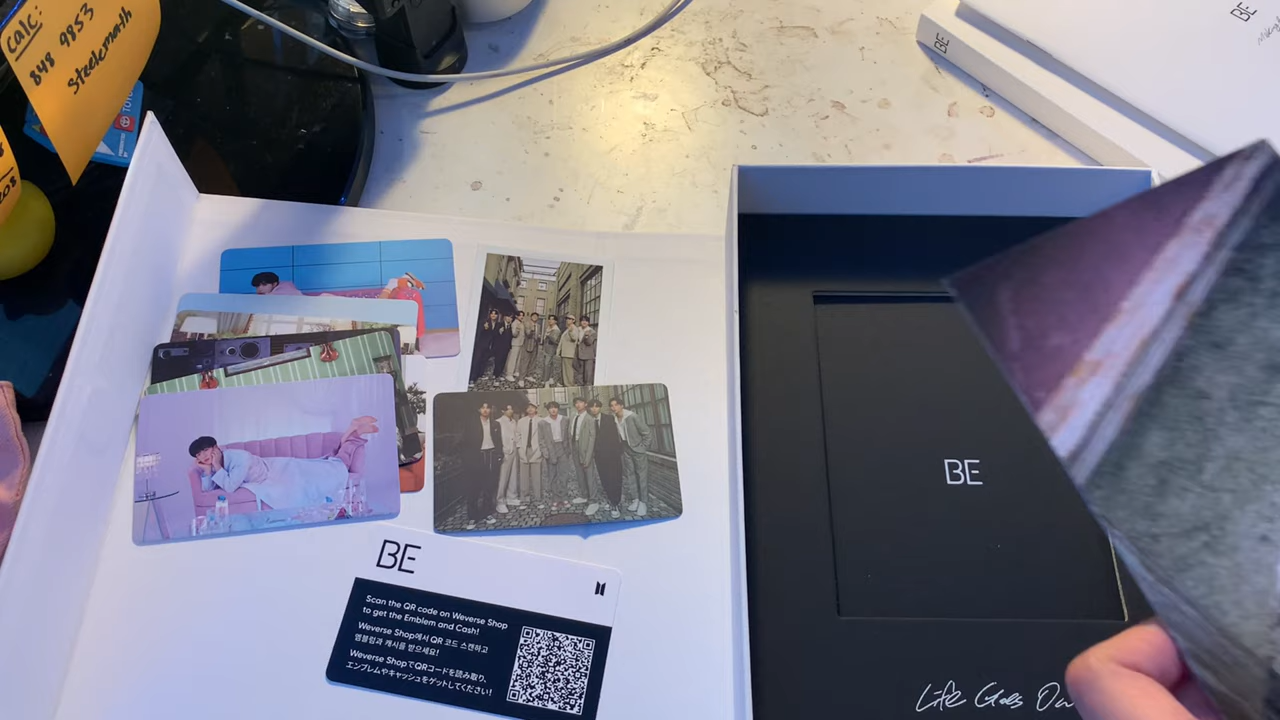 Calc:
848 9853
Steelemarth
BE
BE
BE
Life Goes On
BE
Scan the QR code on Weverse Shop
to get the Emblem and Cash!
Weverse Shop에서 QR 코드 스캔하고
엠블럼과 캐시를 받으세요!
Weverse ShopでQRコードを読み取り、
エンブレムやキャッシュをゲットしてください!